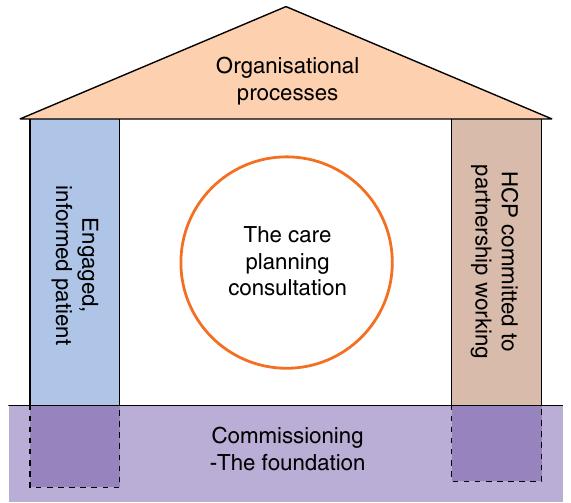 Organisational
processes
Engaged,
informed patient
The care
planning
consultation
HCP committed to
partnership working
Commissioning
-The foundation